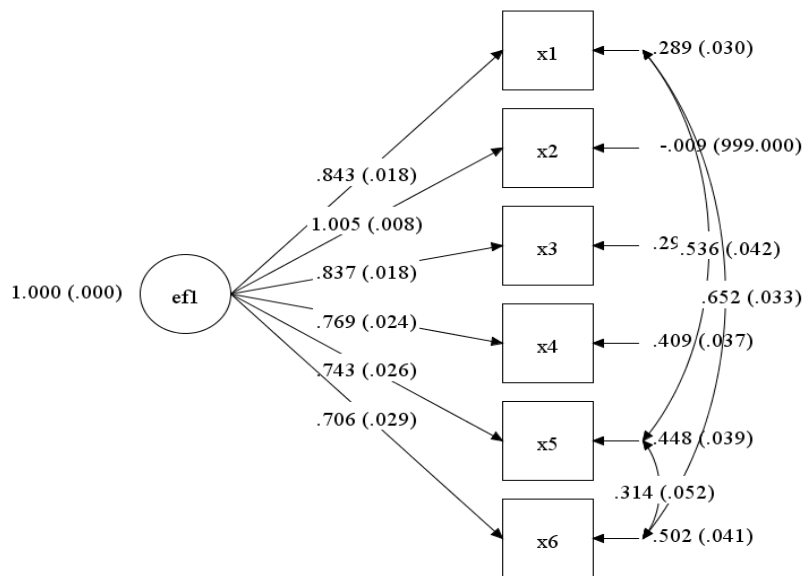 x1
.289 (.030)
x2
-.009 (999.000)
.843 (.018)
1.005 (.008)
x3
.29
.536 (.042)
.837 (.018)
1.000 (.000)
ef1
.652 (.033)
.769 (.024)
x4
.409 (.037)
.743 (.026)
.706 (.029)
x5
.448 (.039)
.314 (.052)
x6
.502 (.041)